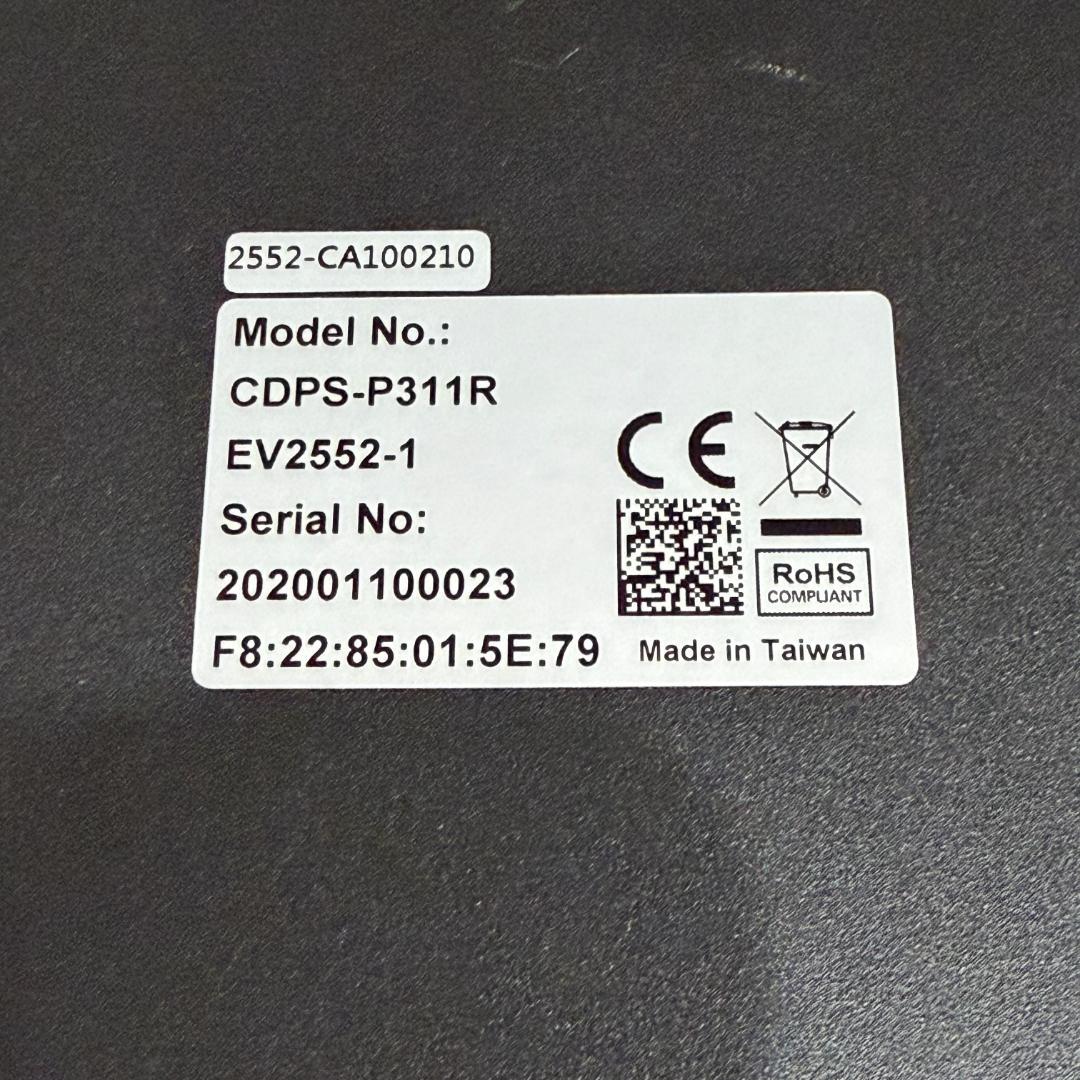 2552-CA100210
Model No.:
CDPS-P311R
EV2552-1
Serial No:
202001100023
F8:22:85:01:5E:79
CE
RoHS
COMPLIANT
Made in Taiwan